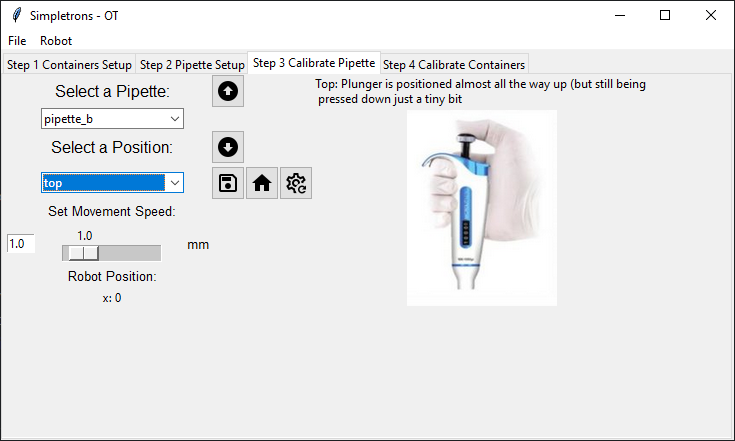 Simpletrons - OT
File Robot
Step 1 Containers Setup Step 2 Pipette Setup Step 3 Calibrate Pipette Step 4 Calibrate Containers
Select a Pipette:
pipette_b
Select a Position:
top
Set Movement Speed:
1.0
1.0 mm
Robot Position:
x: 0
Top: Plunger is positioned almost all the way up (but still being
pressed down just a tiny bit